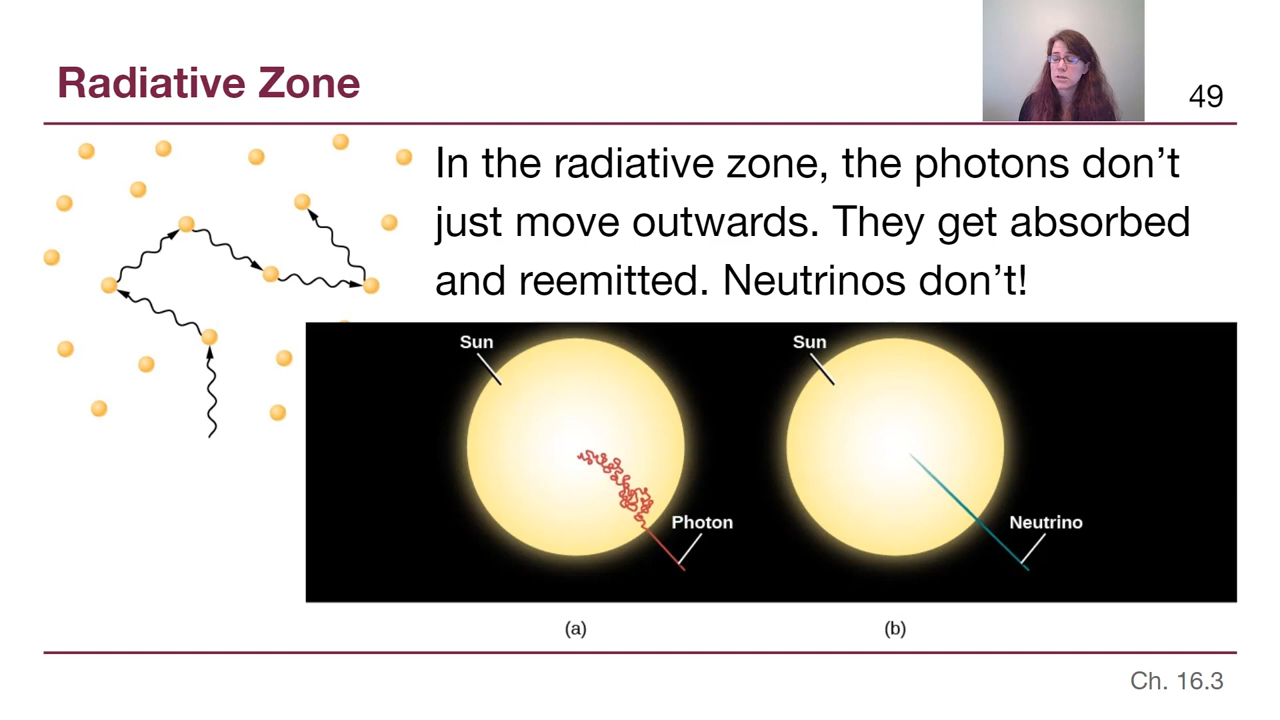 Radiative Zone
49
In the radiative zone, the photons don’t
just move outwards. They get absorbed
and reemitted. Neutrinos don’t!
Sun
Sun
Photon
Neutrino
(a)
(b)
Ch. 16.3